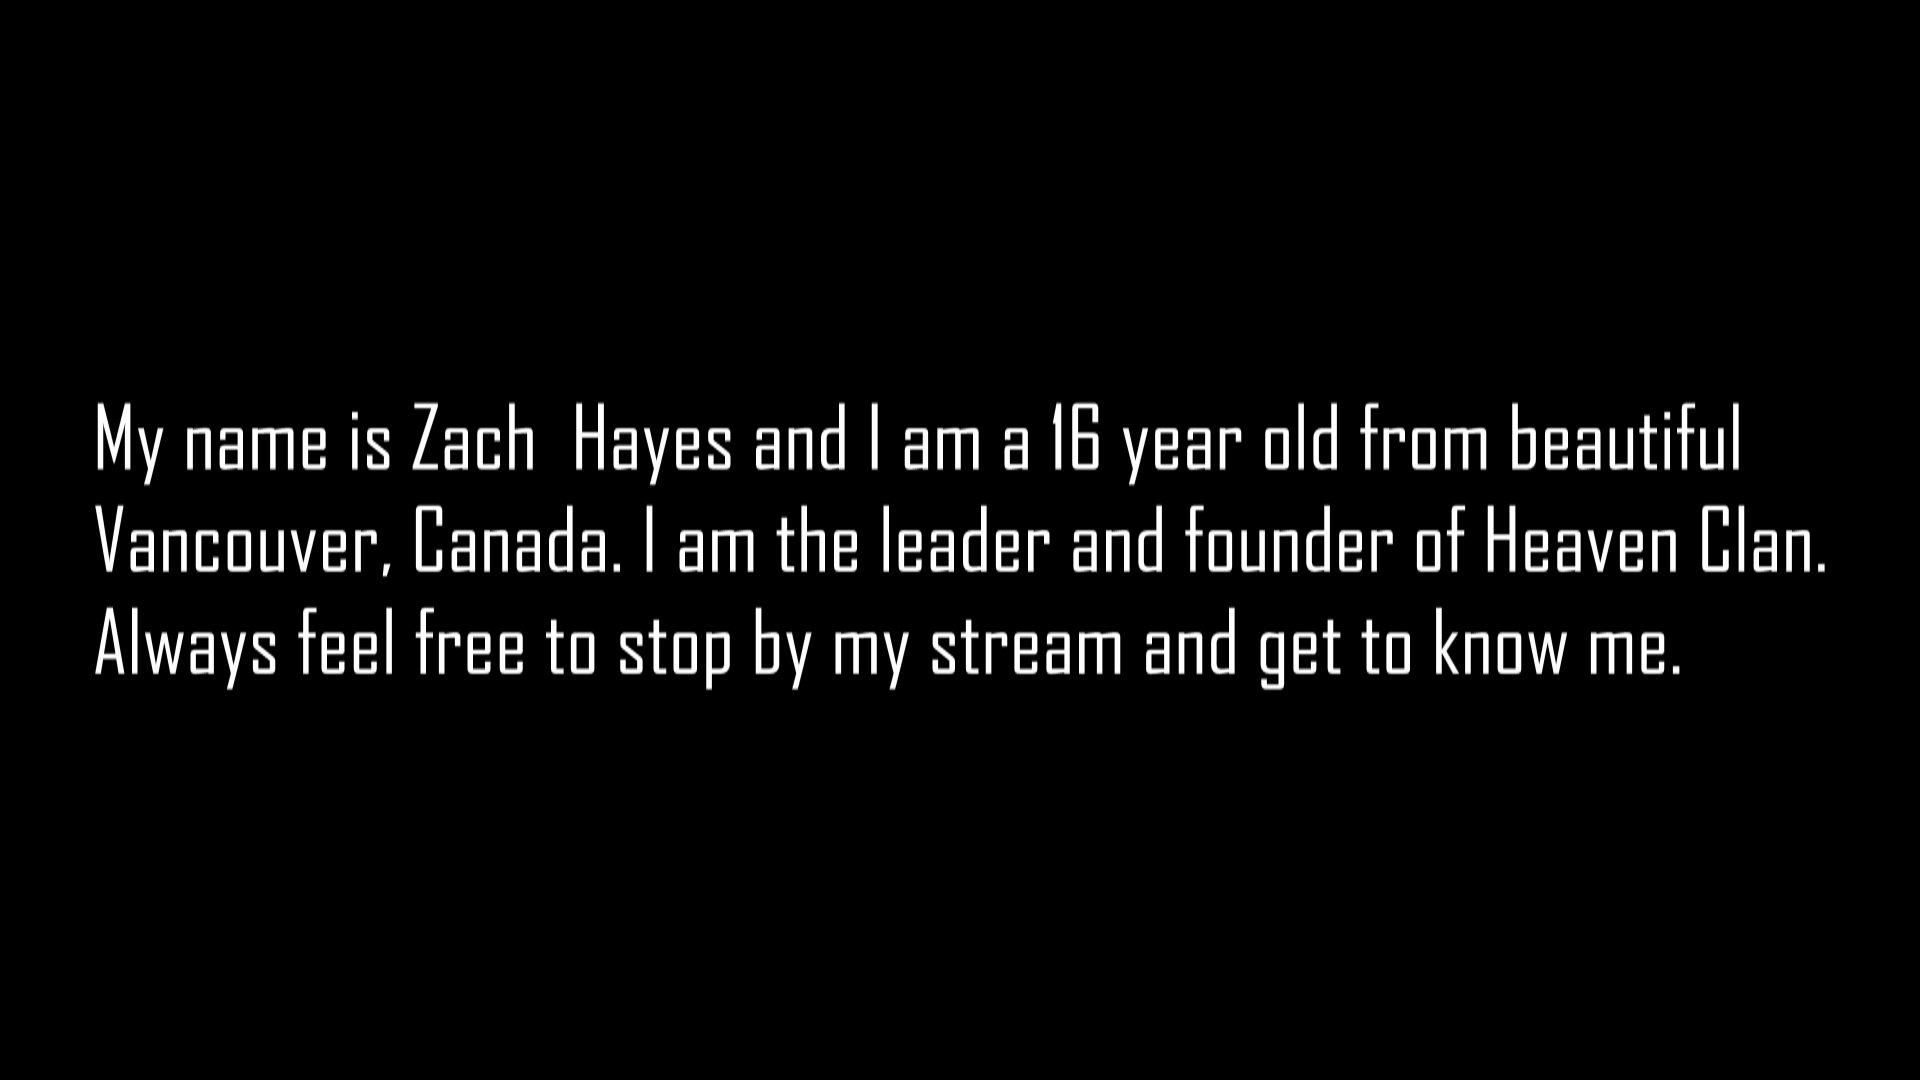 My name is Zach  Hayes and I am a 16 year old from beautiful
Vancouver, Canada. I am the leader and founder of Heaven Clan.
Always feel free to stop by my stream and get to know me.